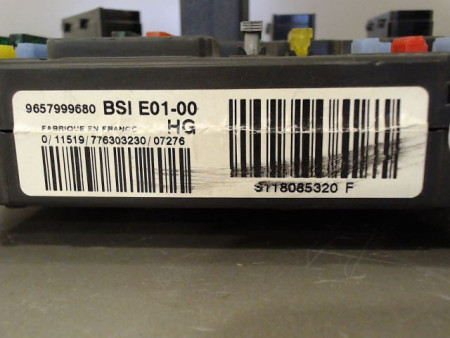 9657999680 BSI E01-00
FABRIQUE EN FRANCE HG
0/11519/776303230/07276
S118085320 F